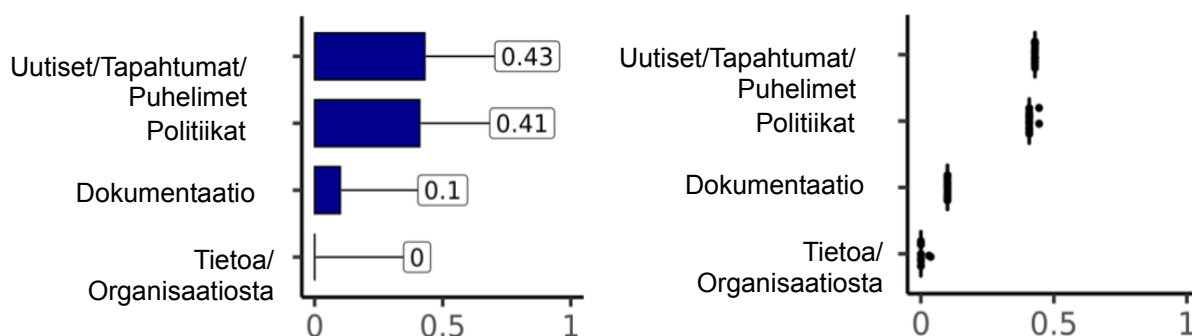 Uutiset/Tapahtumat/
Puhelimet
Politiikat
Dokumentaatio
Tietoa/
Organisaatiosta
0.43
0.41
0.1
0
0 0.5 1
Uutiset/Tapahtumat/
Puhelimet
Politiikat
Dokumentaatio
Tietoa/
Organisaatiosta
0 0.5 1